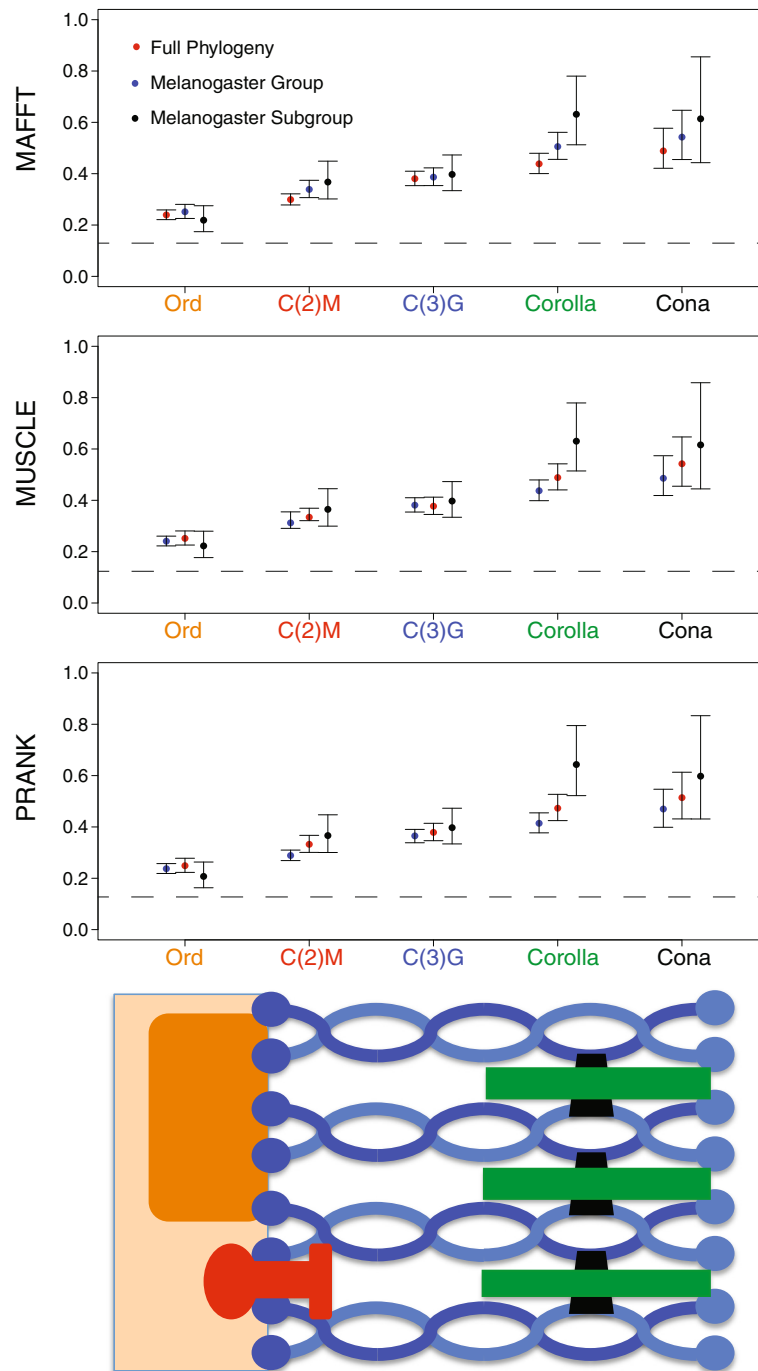 MAFFT
1.0
0.8
0.6
0.4
0.2
0.0
Full Phylogeny
Melanogaster Group
Melanogaster Subgroup
Ord C(2)M C(3)G Corolla Cona
MUSCLE
1.0
0.8
0.6
0.4
0.2
0.0
Ord C(2)M C(3)G Corolla Cona
PRANK
1.0
0.8
0.6
0.4
0.2
0.0
Ord C(2)M C(3)G Corolla Cona